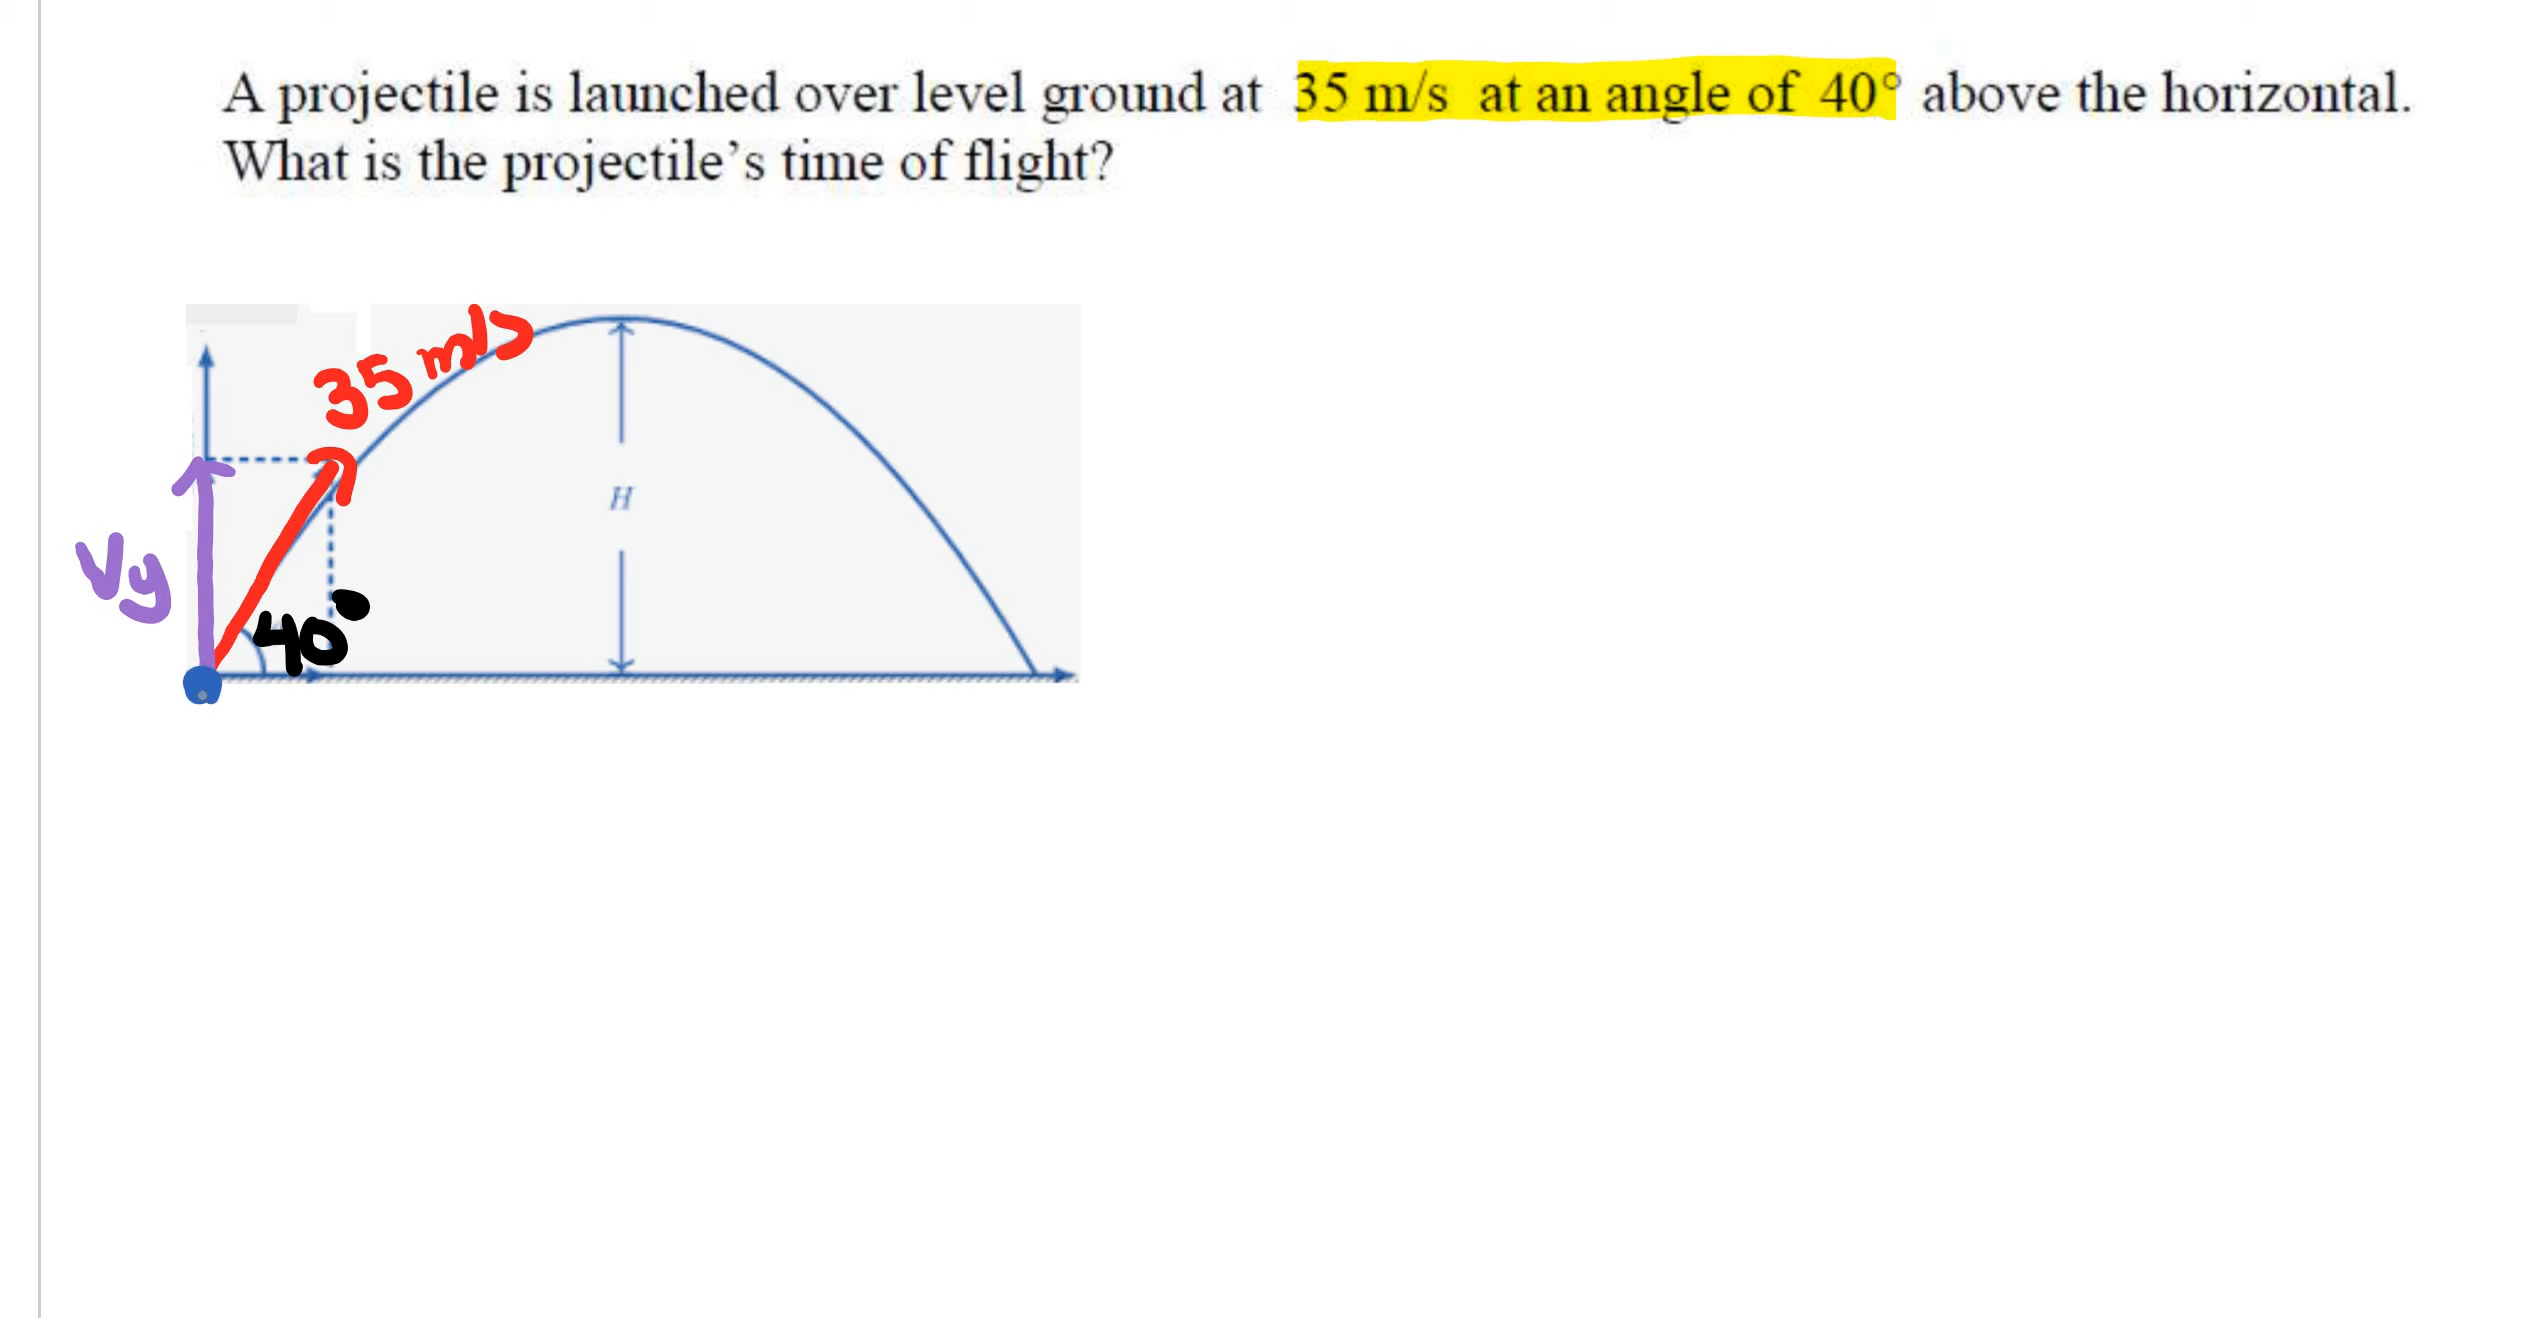 A projectile is launched over level ground at 35 m/s at an angle of 40° above the horizontal.
What is the projectile’s time of flight?
35 m/s
H
Vy
40°